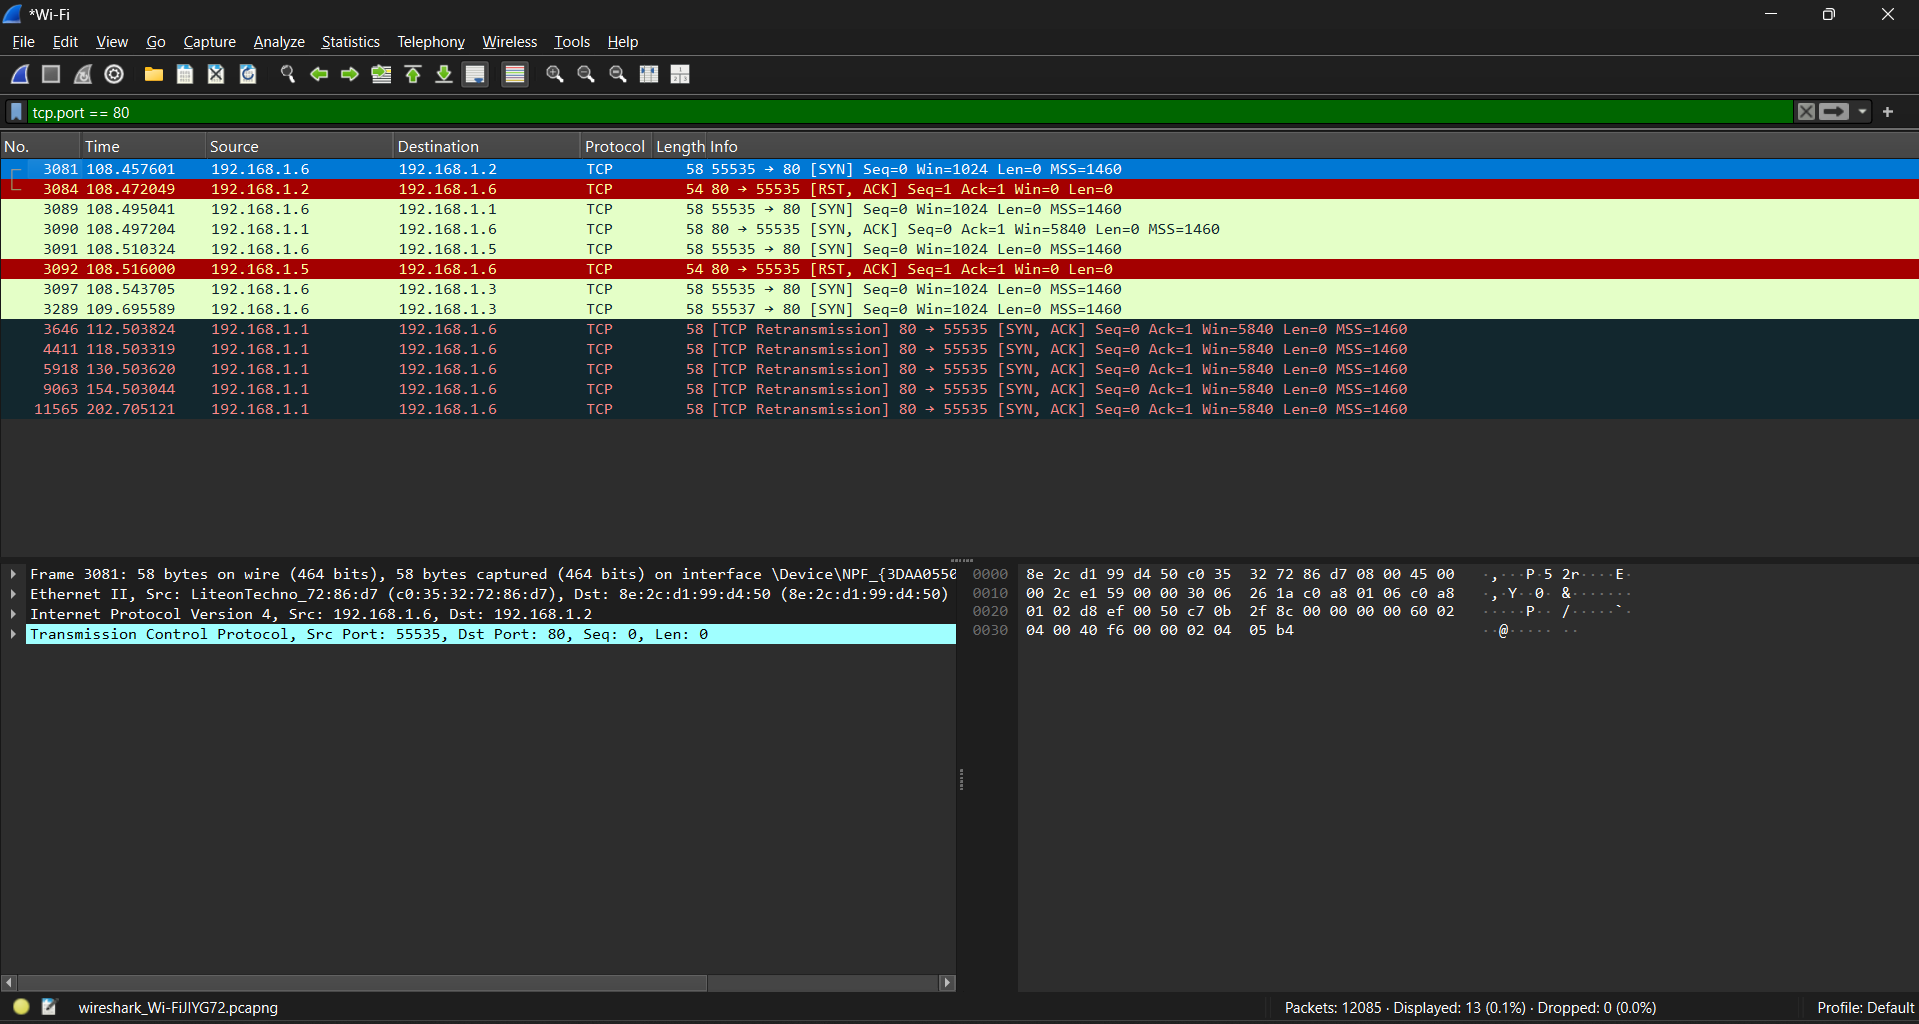 *Wi-Fi
File Edit View Go Capture Analyze Statistics Telephony Wireless Tools Help
tcp.port == 80
No. Time Source Destination Protocol Length Info
3081 108.457601 192.168.1.6 192.168.1.2 TCP 58 55535 → 80 [SYN] Seq=0 Win=1024 Len=0 MSS=1460
3084 108.472049 192.168.1.2 192.168.1.6 TCP 54 80 → 55535 [RST, ACK] Seq=1 Ack=1 Win=0 Len=0
3089 108.495041 192.168.1.6 192.168.1.1 TCP 58 55535 → 80 [SYN] Seq=0 Win=1024 Len=0 MSS=1460
3090 108.497204 192.168.1.1 192.168.1.6 TCP 58 80 → 55535 [SYN, ACK] Seq=0 Ack=1 Win=5840 Len=0 MSS=1460
3091 108.510324 192.168.1.6 192.168.1.5 TCP 58 55535 → 80 [SYN] Seq=0 Win=1024 Len=0 MSS=1460
3092 108.516000 192.168.1.5 192.168.1.6 TCP 54 80 → 55535 [RST, ACK] Seq=1 Ack=1 Win=0 Len=0
3097 108.543705 192.168.1.6 192.168.1.3 TCP 58 55535 → 80 [SYN] Seq=0 Win=1024 Len=0 MSS=1460
3289 109.695589 192.168.1.6 192.168.1.3 TCP 58 55537 → 80 [SYN] Seq=0 Win=1024 Len=0 MSS=1460
3646 112.503824 192.168.1.1 192.168.1.6 TCP 58 [TCP Retransmission] 80 → 55535 [SYN, ACK] Seq=0 Ack=1 Win=5840 Len=0 MSS=1460
4411 118.503319 192.168.1.1 192.168.1.6 TCP 58 [TCP Retransmission] 80 → 55535 [SYN, ACK] Seq=0 Ack=1 Win=5840 Len=0 MSS=1460
5918 130.503620 192.168.1.1 192.168.1.6 TCP 58 [TCP Retransmission] 80 → 55535 [SYN, ACK] Seq=0 Ack=1 Win=5840 Len=0 MSS=1460
9063 154.503044 192.168.1.1 192.168.1.6 TCP 58 [TCP Retransmission] 80 → 55535 [SYN, ACK] Seq=0 Ack=1 Win=5840 Len=0 MSS=1460
11565 202.705121 192.168.1.1 192.168.1.6 TCP 58 [TCP Retransmission] 80 → 55535 [SYN, ACK] Seq=0 Ack=1 Win=5840 Len=0 MSS=1460
Frame 3081: 58 bytes on wire (464 bits), 58 bytes captured (464 bits) on interface \Device\NPF_{3DAA0550
Ethernet II, Src: LiteonTechno_72:86:d7 (c0:35:32:72:86:d7), Dst: 8e:2c:d1:99:d4:50 (8e:2c:d1:99:d4:50)
Internet Protocol Version 4, Src: 192.168.1.6, Dst: 192.168.1.2
Transmission Control Protocol, Src Port: 55535, Dst Port: 80, Seq: 0, Len: 0
0000 8e 2c d1 99 d4 50 c0 35 32 72 86 d7 08 00 45 00 ·,···P·5 2r····E·
0010 00 2c e1 59 00 00 30 06 26 1a c0 a8 01 06 c0 a8 ·,·Y··0· &·······
0020 01 02 d8 ef 00 50 c7 0b 2f 8c 00 00 00 00 60 02 ·····P·· /·····`·
0030 04 00 40 f6 00 00 02 04 05 b4 ··@····· ··
wireshark_Wi-FiJIYG72.pcapng
Packets: 12085 · Displayed: 13 (0.1%) · Dropped: 0 (0.0%)
Profile: Default